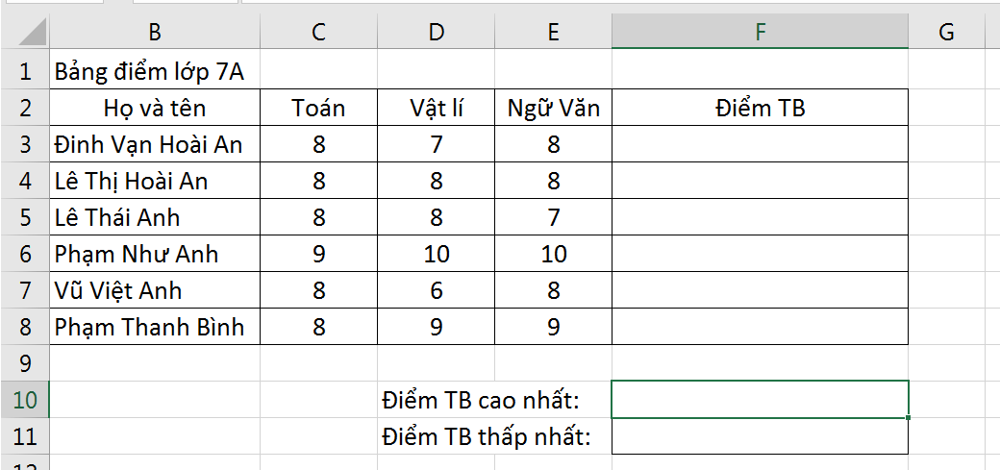 B C D E F G
1 Bảng điểm lớp 7A
2 Họ và tên Toán Vật lí Ngữ Văn Điểm TB
3 Đinh Vạn Hoài An 8 7 8
4 Lê Thị Hoài An 8 8 8
5 Lê Thái Anh 8 8 7
6 Phạm Như Anh 9 10 10
7 Vũ Việt Anh 8 6 8
8 Phạm Thanh Bình 8 9 9
9
10 Điểm TB cao nhất:
11 Điểm TB thấp nhất:
12